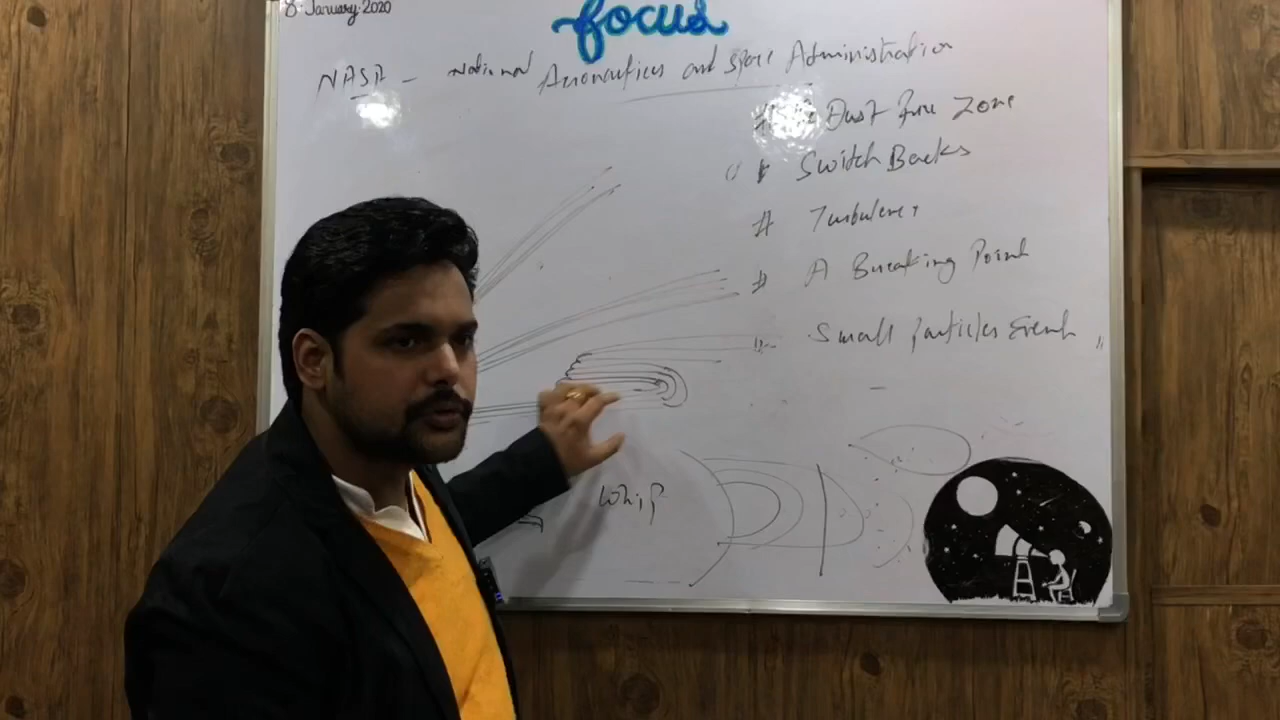 8 January 2020
focus
NASA - National Aeronautics and space Administration
# Dust free Zone
# Switch Backs
# Turbulence
# A Breaking Point
Small particles Event
Whip